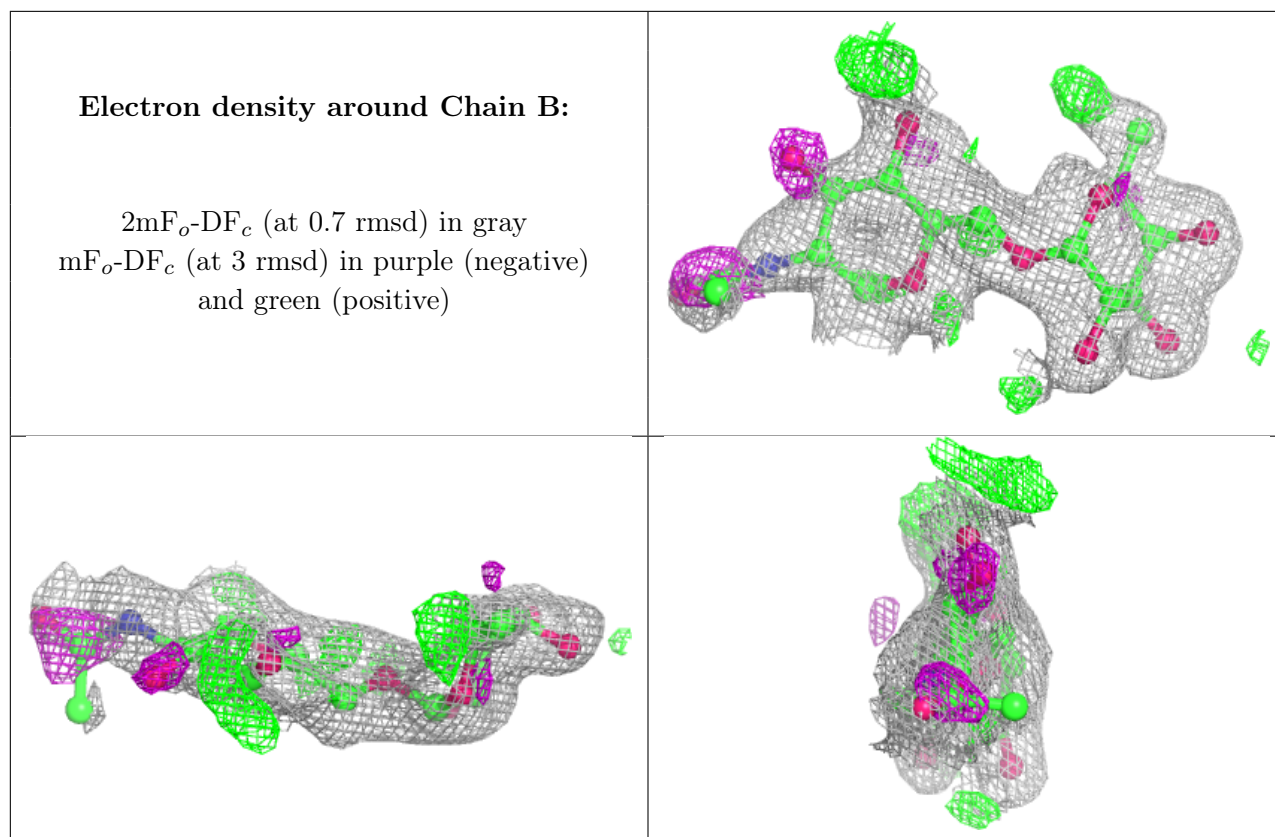 Electron density around Chain B:
2mFₒ-DF𝒸 (at 0.7 rmsd) in gray
mFₒ-DF𝒸 (at 3 rmsd) in purple (negative)
and green (positive)